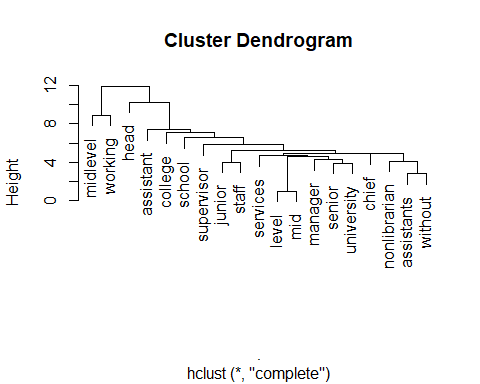 Cluster Dendrogram
Height
12
8
4
0
midlevel
working
head
assistant
college
school
supervisor
junior
staff
services
level
mid
manager
senior
university
chief
nonlibrarian
assistants
without
.
hclust (*, "complete")